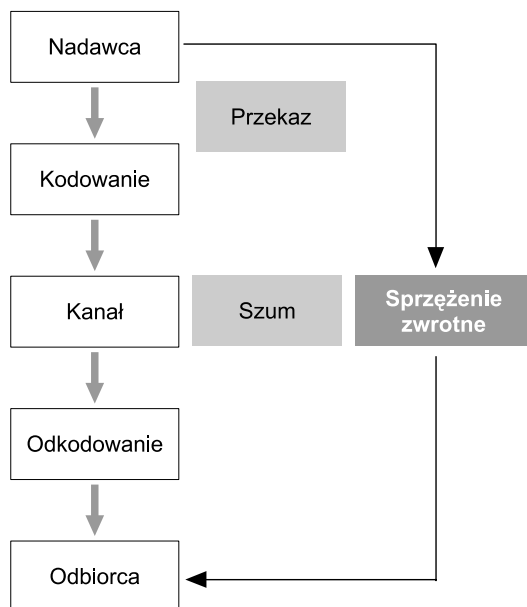 Nadawca
Przekaz
Kodowanie
Kanał
Szum
Sprzężenie
zwrotne
Odkodowanie
Odbiorca